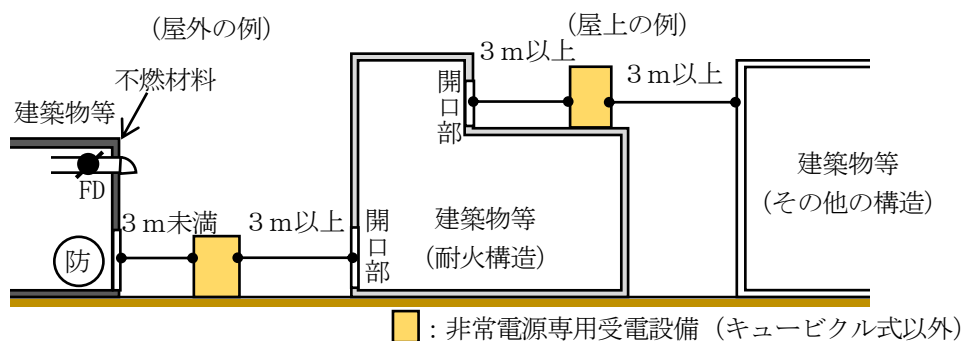 (屋外の例)
(屋上の例)
3m以上
3m以上
不燃材料
建築物等
開口部
FD
建築物等
(その他の構造)
3m未満
3m以上
開口部
建築物等
(耐火構造)
防
:非常電源専用受電設備(キュービクル式以外)